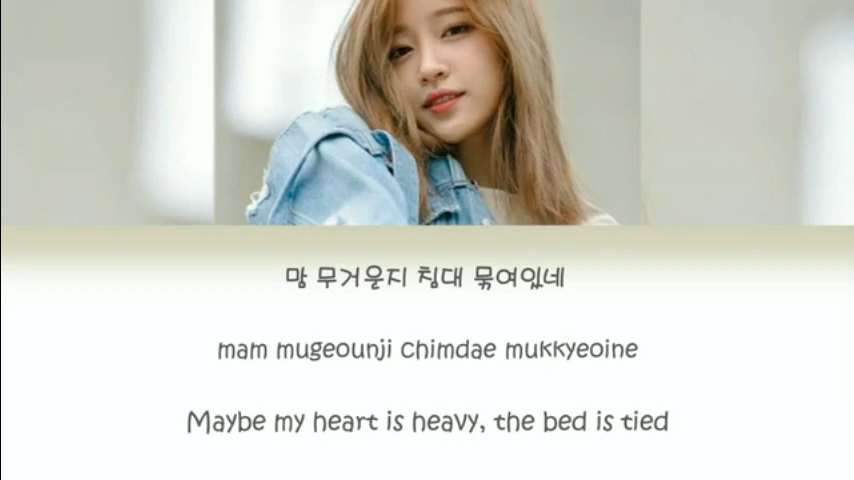 맘 무거운지 침대 묶여있네
mam mugeounji chimdae mukkyeoine
Maybe my heart is heavy, the bed is tied